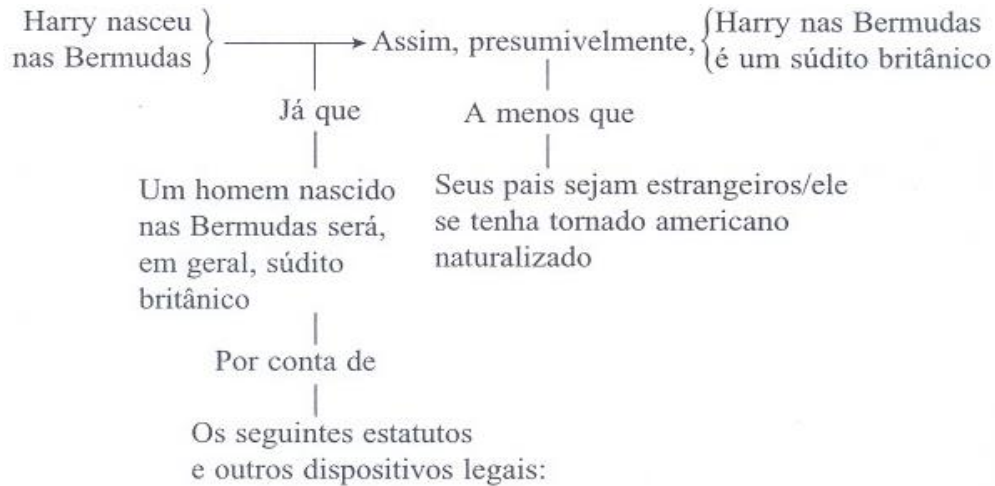 Harry nasceu
nas Bermudas
Assim, presumivelmente,
Harry nas Bermudas
é um súdito britânico
Já que
A menos que
Um homem nascido
nas Bermudas será,
em geral, súdito
britânico
Seus pais sejam estrangeiros/ele
se tenha tornado americano
naturalizado
Por conta de
Os seguintes estatutos
e outros dispositivos legais: